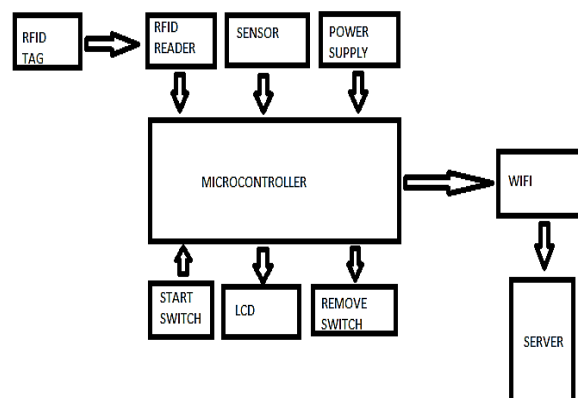 RFID
TAG
RFID
READER
SENSOR
POWER
SUPPLY
MICROCONTROLLER
WIFI
START
SWITCH
LCD
REMOVE
SWITCH
SERVER